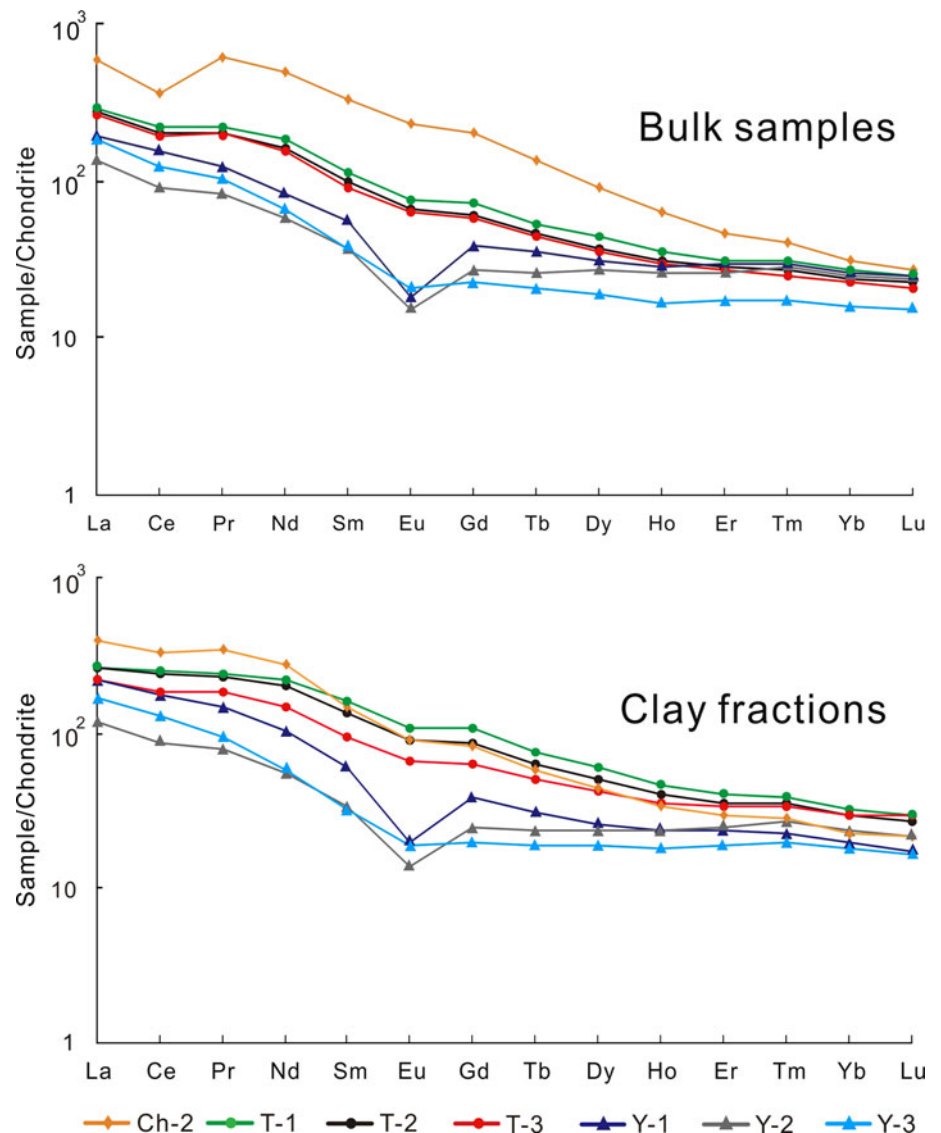 10³
Bulk samples
10²
Sample/Chondrite
10
1
La Ce Pr Nd Sm Eu Gd Tb Dy Ho Er Tm Yb Lu
10³
Clay fractions
10²
Sample/Chondrite
10
1
La Ce Pr Nd Sm Eu Gd Tb Dy Ho Er Tm Yb Lu
Ch-2 T-1 T-2 T-3 Y-1 Y-2 Y-3